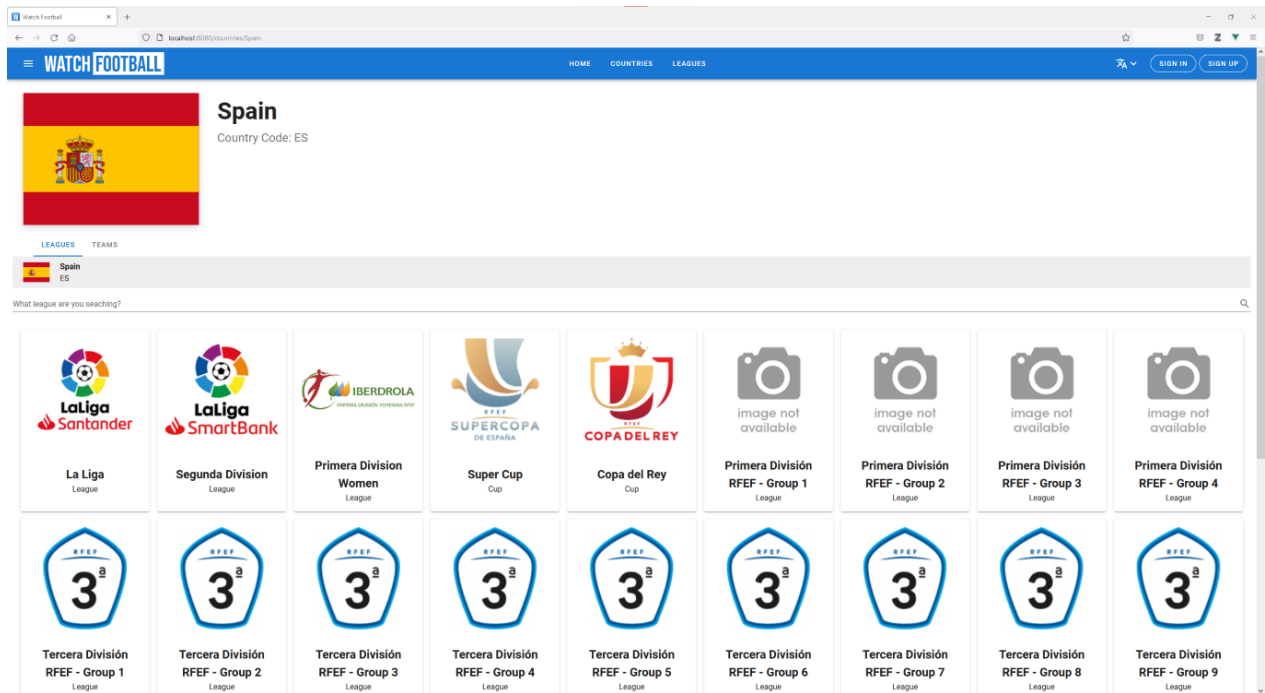 Watch Football
localhost:8080/countries/Spain
WATCH FOOTBALL
HOME COUNTRIES LEAGUES
SIGN IN SIGN UP
Spain
Country Code: ES
LEAGUES TEAMS
Spain
ES
What league are you seaching?
LaLiga
Santander
La Liga
League
LaLiga
SmartBank
Segunda Division
League
IBERDROLA
PRIMERA DIVISIÓN FEMENINA RFEF
Primera Division
Women
League
RFEF
SUPERCOPA
DE ESPAÑA
Super Cup
Cup
RFEF
COPA DEL REY
Copa del Rey
Cup
image not
available
Primera División
RFEF - Group 1
League
image not
available
Primera División
RFEF - Group 2
League
image not
available
Primera División
RFEF - Group 3
League
image not
available
Primera División
RFEF - Group 4
League
RFEF
3ª
Tercera División
RFEF - Group 1
League
RFEF
3ª
Tercera División
RFEF - Group 2
League
RFEF
3ª
Tercera División
RFEF - Group 3
League
RFEF
3ª
Tercera División
RFEF - Group 4
League
RFEF
3ª
Tercera División
RFEF - Group 5
League
RFEF
3ª
Tercera División
RFEF - Group 6
League
RFEF
3ª
Tercera División
RFEF - Group 7
League
RFEF
3ª
Tercera División
RFEF - Group 8
League
RFEF
3ª
Tercera División
RFEF - Group 9
League